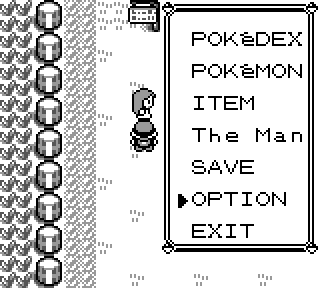 POKéDEX
POKéMON
ITEM
The Man
SAVE
OPTION
EXIT